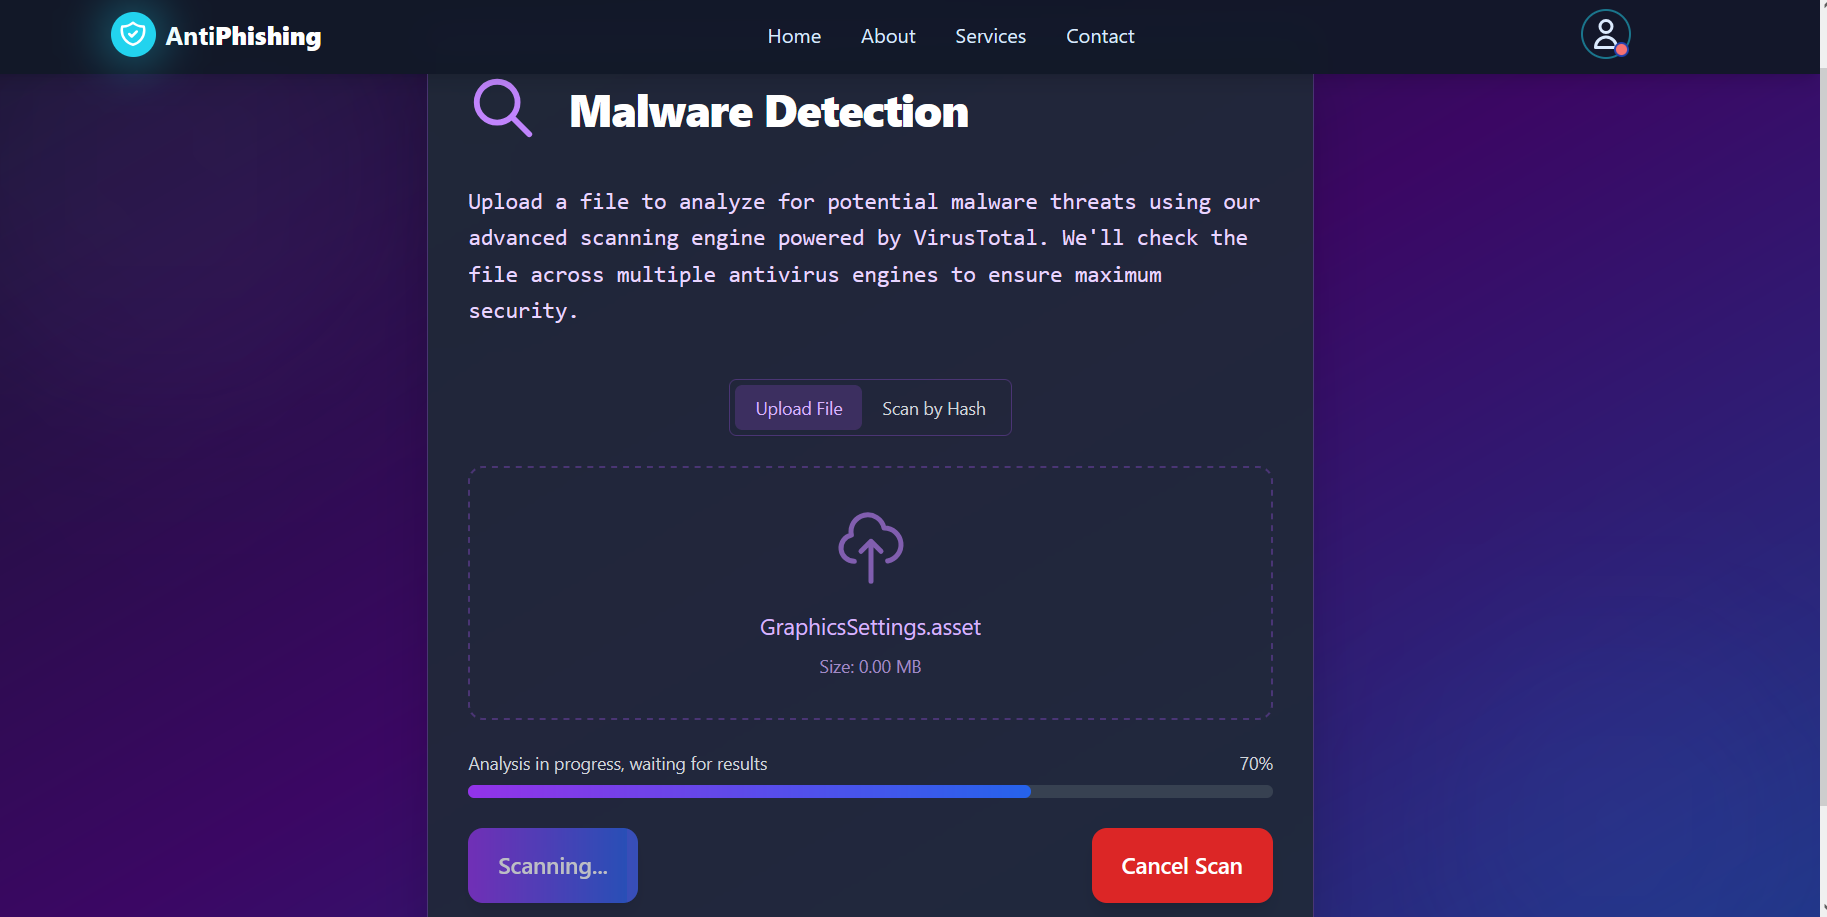 AntiPhishing
Home About Services Contact
Malware Detection
Upload a file to analyze for potential malware threats using our
advanced scanning engine powered by VirusTotal. We'll check the
file across multiple antivirus engines to ensure maximum
security.
Upload File Scan by Hash
GraphicsSettings.asset
Size: 0.00 MB
Analysis in progress, waiting for results 70%
Scanning... Cancel Scan